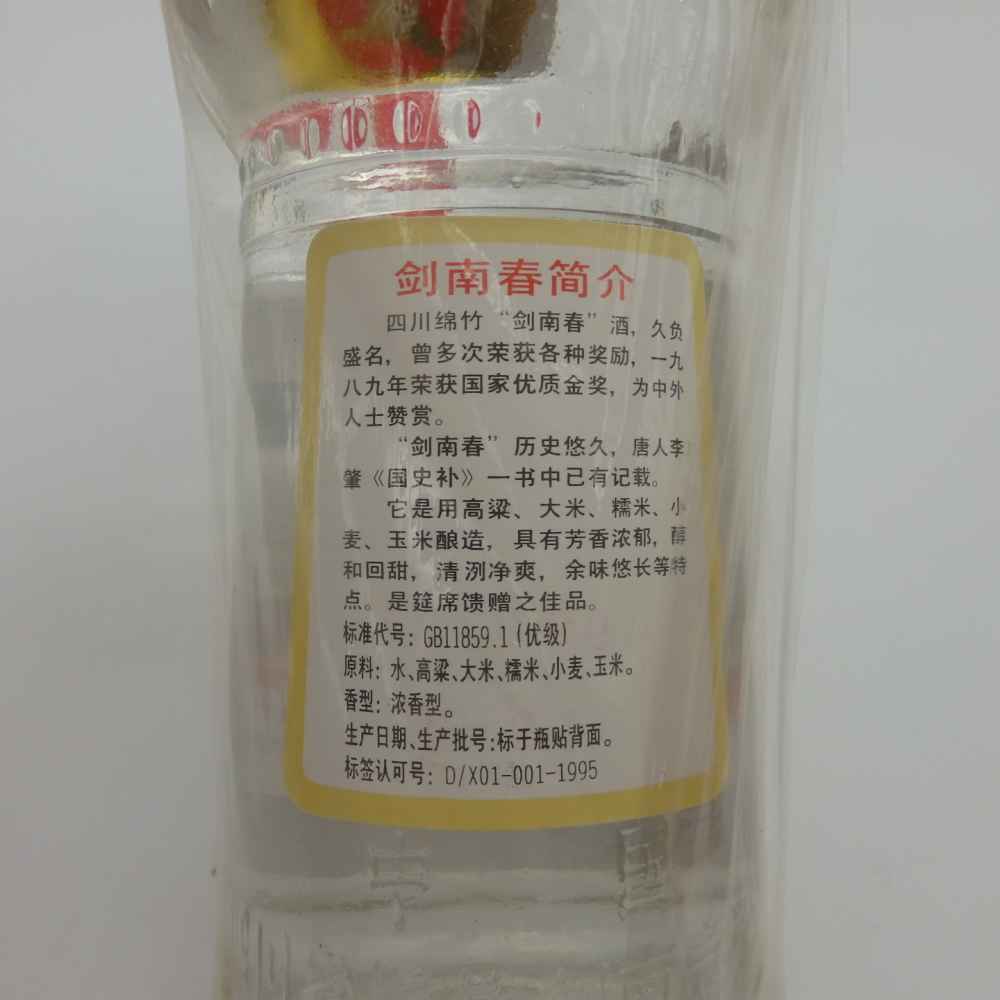 剑南春简介
四川绵竹“剑南春”酒，久负
盛名，曾多次荣获各种奖励，一九
八九年荣获国家优质金奖，为中外
人士赞赏。
“剑南春”历史悠久，唐人李
肇《国史补》一书中已有记载。
它是用高粱、大米、糯米、小
麦、玉米酿造，具有芳香浓郁，醇
和回甜，清洌净爽，余味悠长等特
点。是筵席馈赠之佳品。
标准代号：GB11859.1(优级)
原料：水、高粱、大米、糯米、小麦、玉米。
香型：浓香型。
生产日期、生产批号：标于瓶贴背面。
标签认可号：D/X01-001-1995